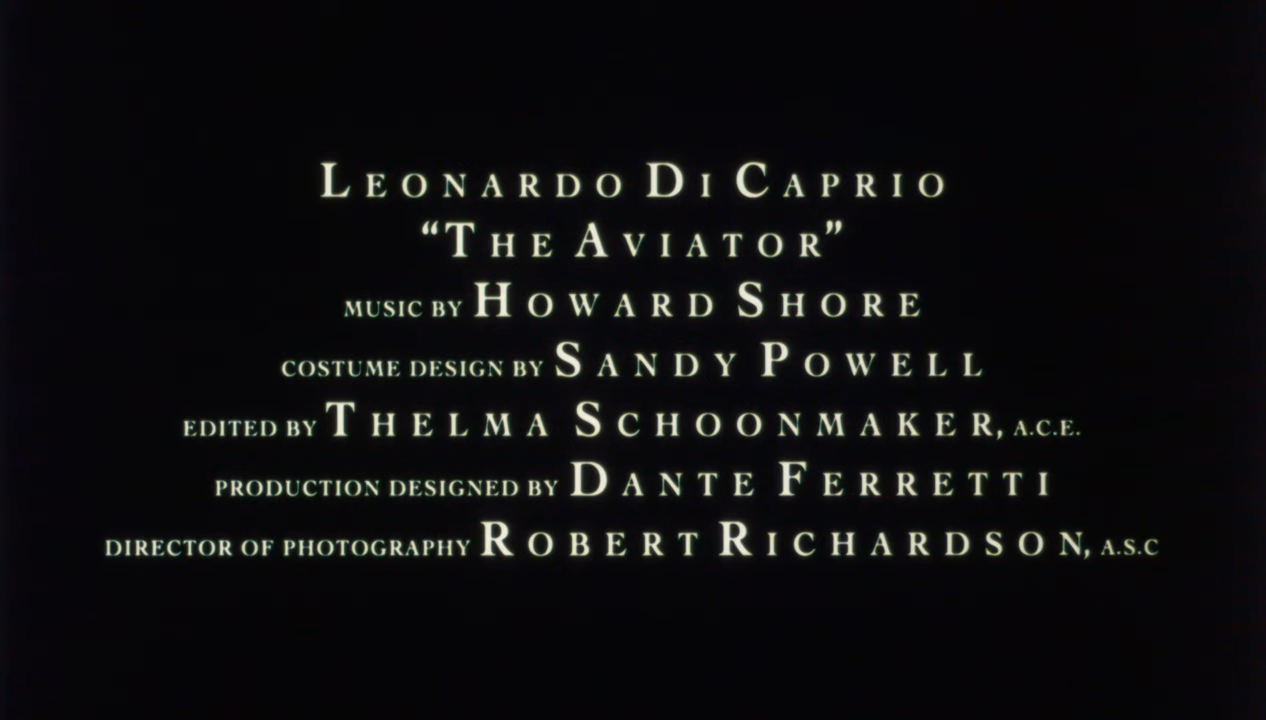 LEONARDO DICAPRIO
“THE AVIATOR”
MUSIC BY HOWARD SHORE
COSTUME DESIGN BY SANDY POWELL
EDITED BY THELMA SCHOONMAKER, A.C.E.
PRODUCTION DESIGNED BY DANTE FERRETTI
DIRECTOR OF PHOTOGRAPHY ROBERT RICHARDSON, A.S.C